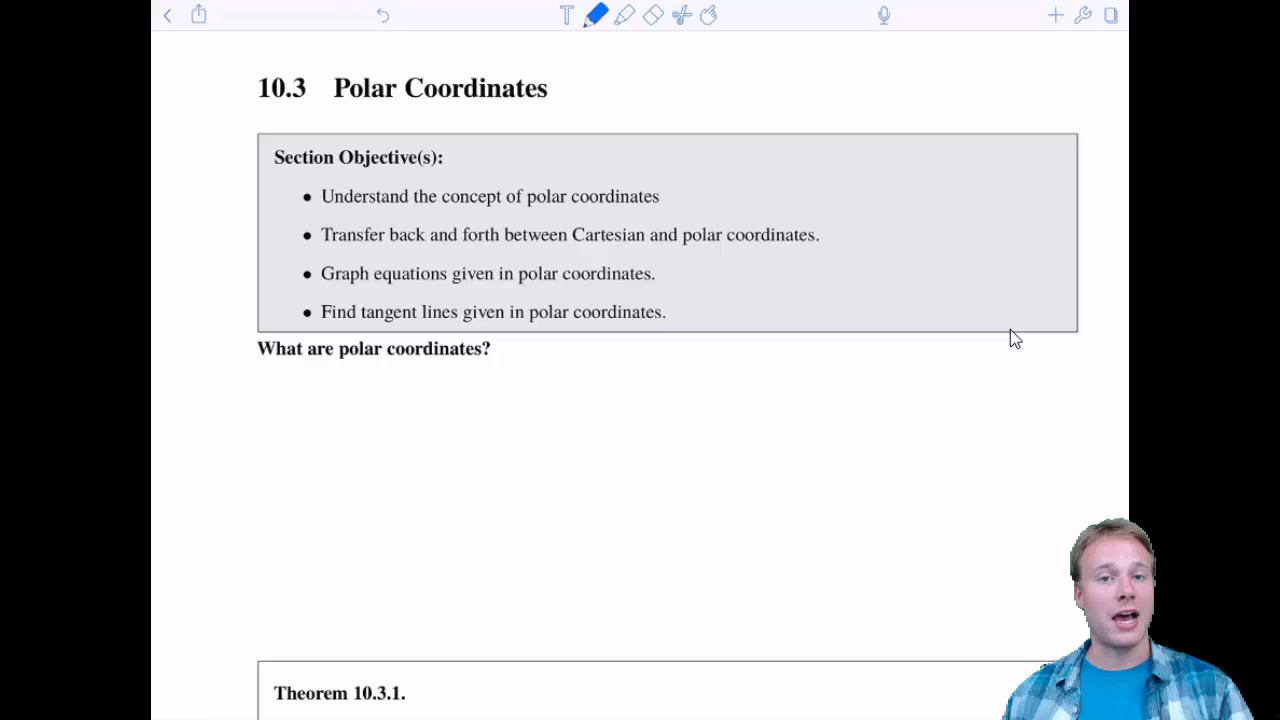 10.3 Polar Coordinates
Section Objective(s):
• Understand the concept of polar coordinates
• Transfer back and forth between Cartesian and polar coordinates.
• Graph equations given in polar coordinates.
• Find tangent lines given in polar coordinates.
What are polar coordinates?
Theorem 10.3.1.